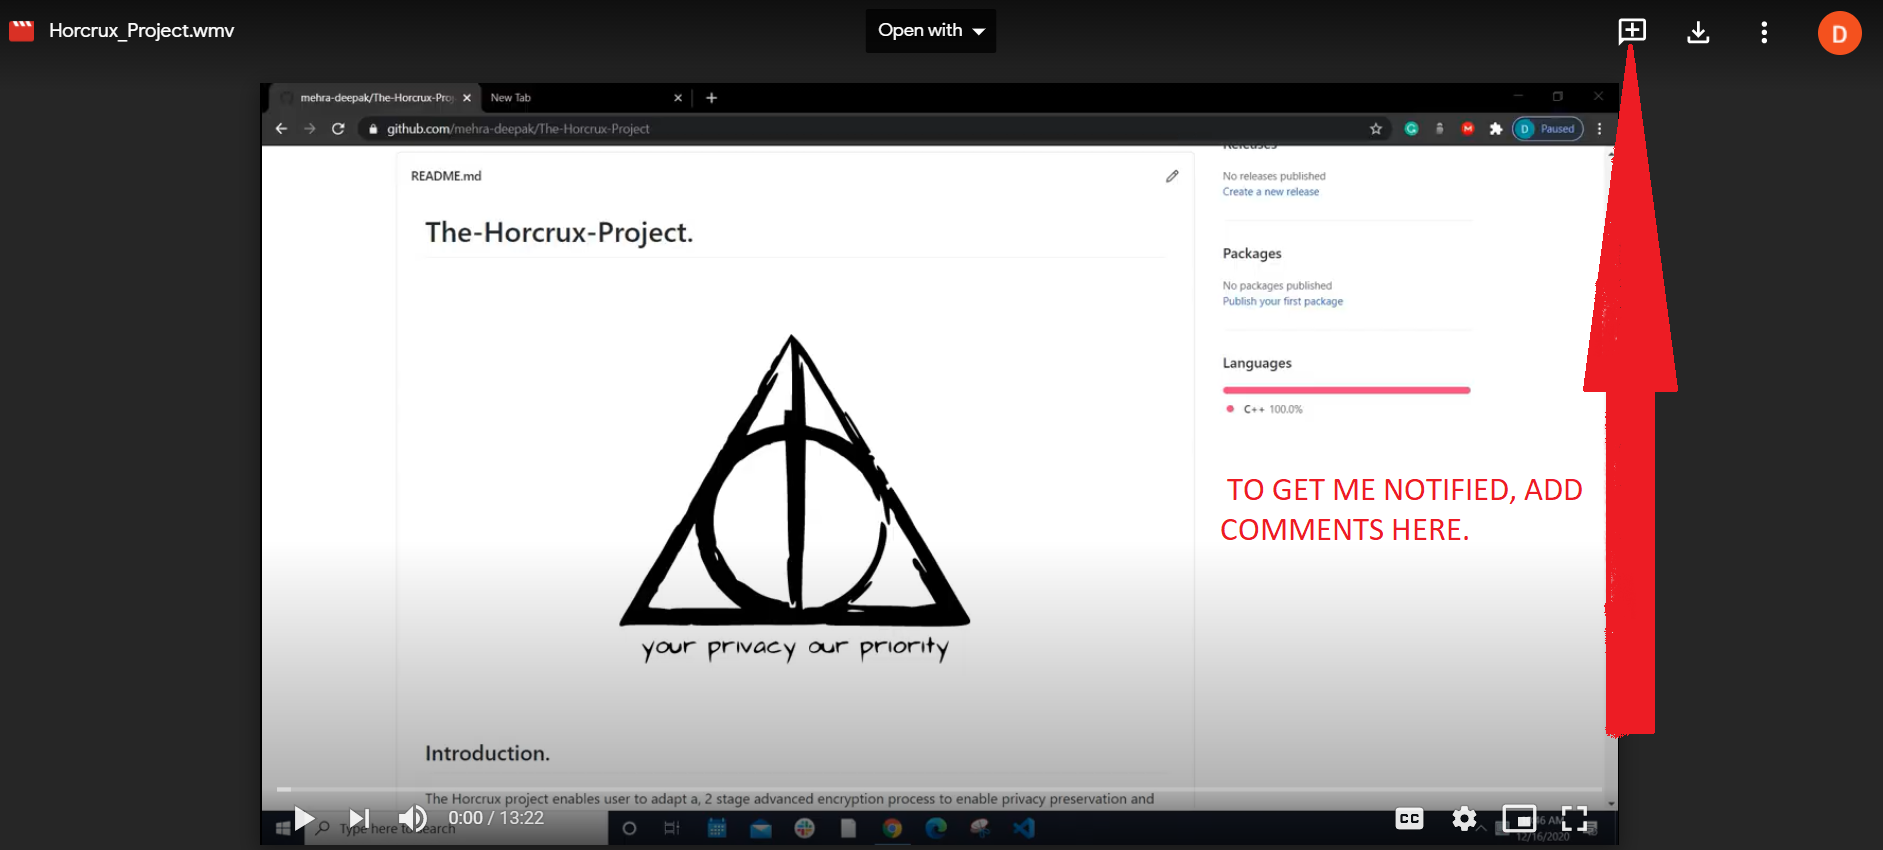 Horcrux_Project.wmv
Open with
D
mehra-deepak/The-Horcrux-Proj
New Tab
github.com/mehra-deepak/The-Horcrux-Project
D Paused
README.md
The-Horcrux-Project.
your privacy our priority
Introduction.
The Horcrux project enables user to adapt a, 2 stage advanced encryption process to enable privacy preservation and
Releases
No releases published
Create a new release
Packages
No packages published
Publish your first package
Languages
C++ 100.0%
TO GET ME NOTIFIED, ADD
COMMENTS HERE.
0:00 / 13:22
Type here to search
CC
46 AM
12/16/2020